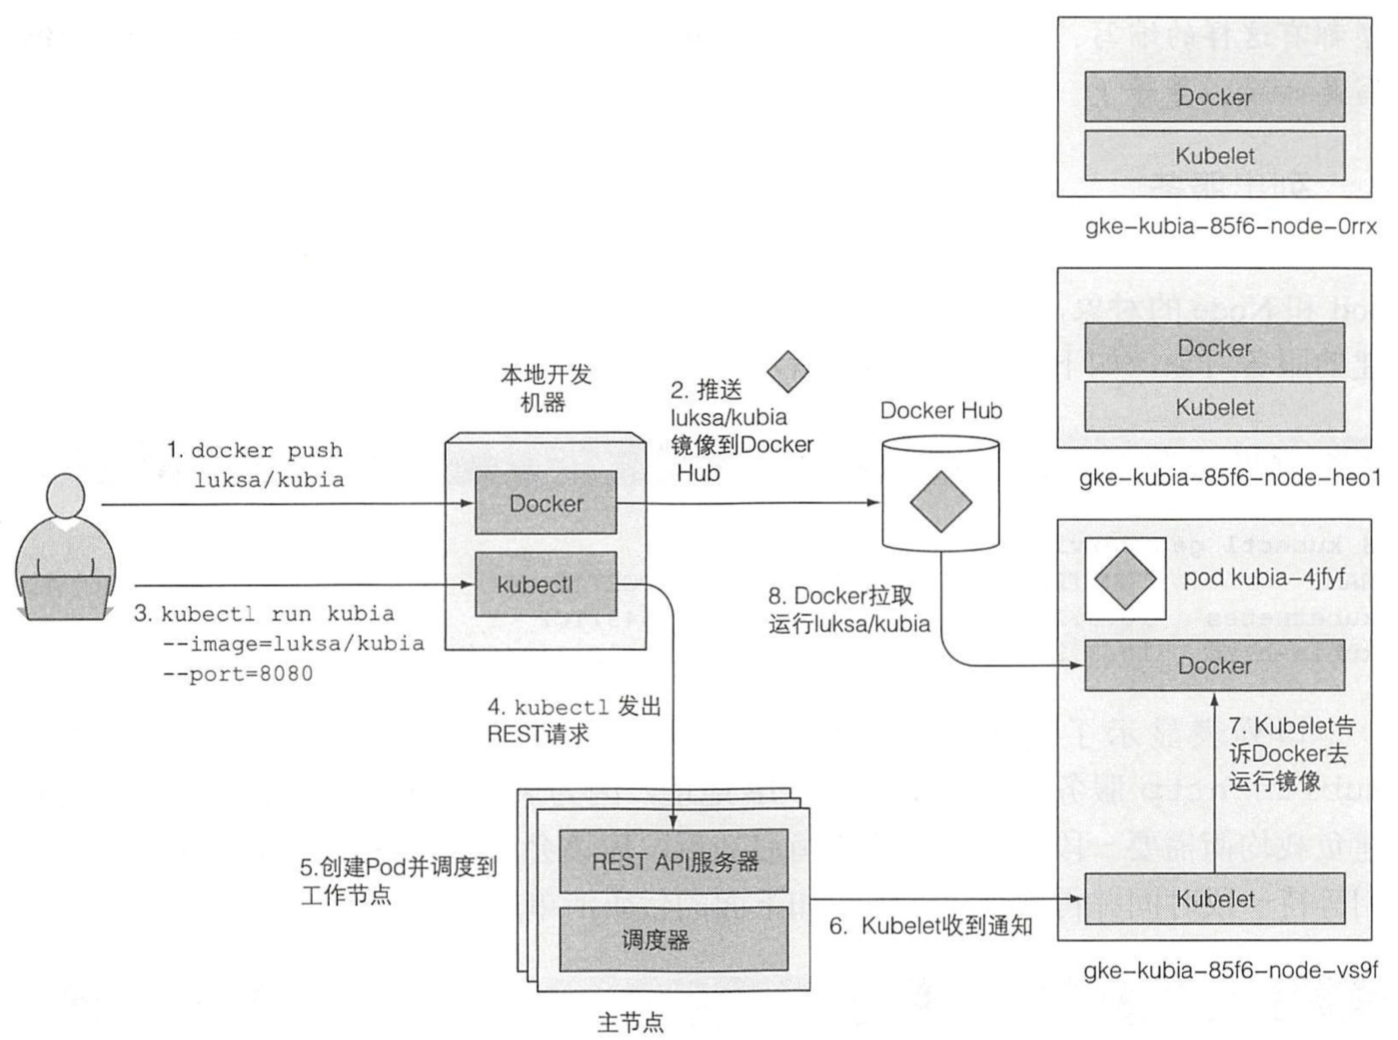 Docker
Kubelet
gke-kubia-85f6-node-0rrx
Docker
Kubelet
gke-kubia-85f6-node-heo1
本地开发
机器
1. docker push
luksa/kubia
Docker
kubectl
2. 推送
luksa/kubia
镜像到Docker
Hub
Docker Hub
3. kubectl run kubia
--image=luksa/kubia
--port=8080
4. kubectl 发出
REST请求
5.创建Pod并调度到
工作节点
REST API服务器
调度器
主节点
6. Kubelet收到通知
pod kubia-4jfyf
Docker
7. Kubelet告
诉Docker去
运行镜像
Kubelet
gke-kubia-85f6-node-vs9f
8. Docker拉取
运行luksa/kubia